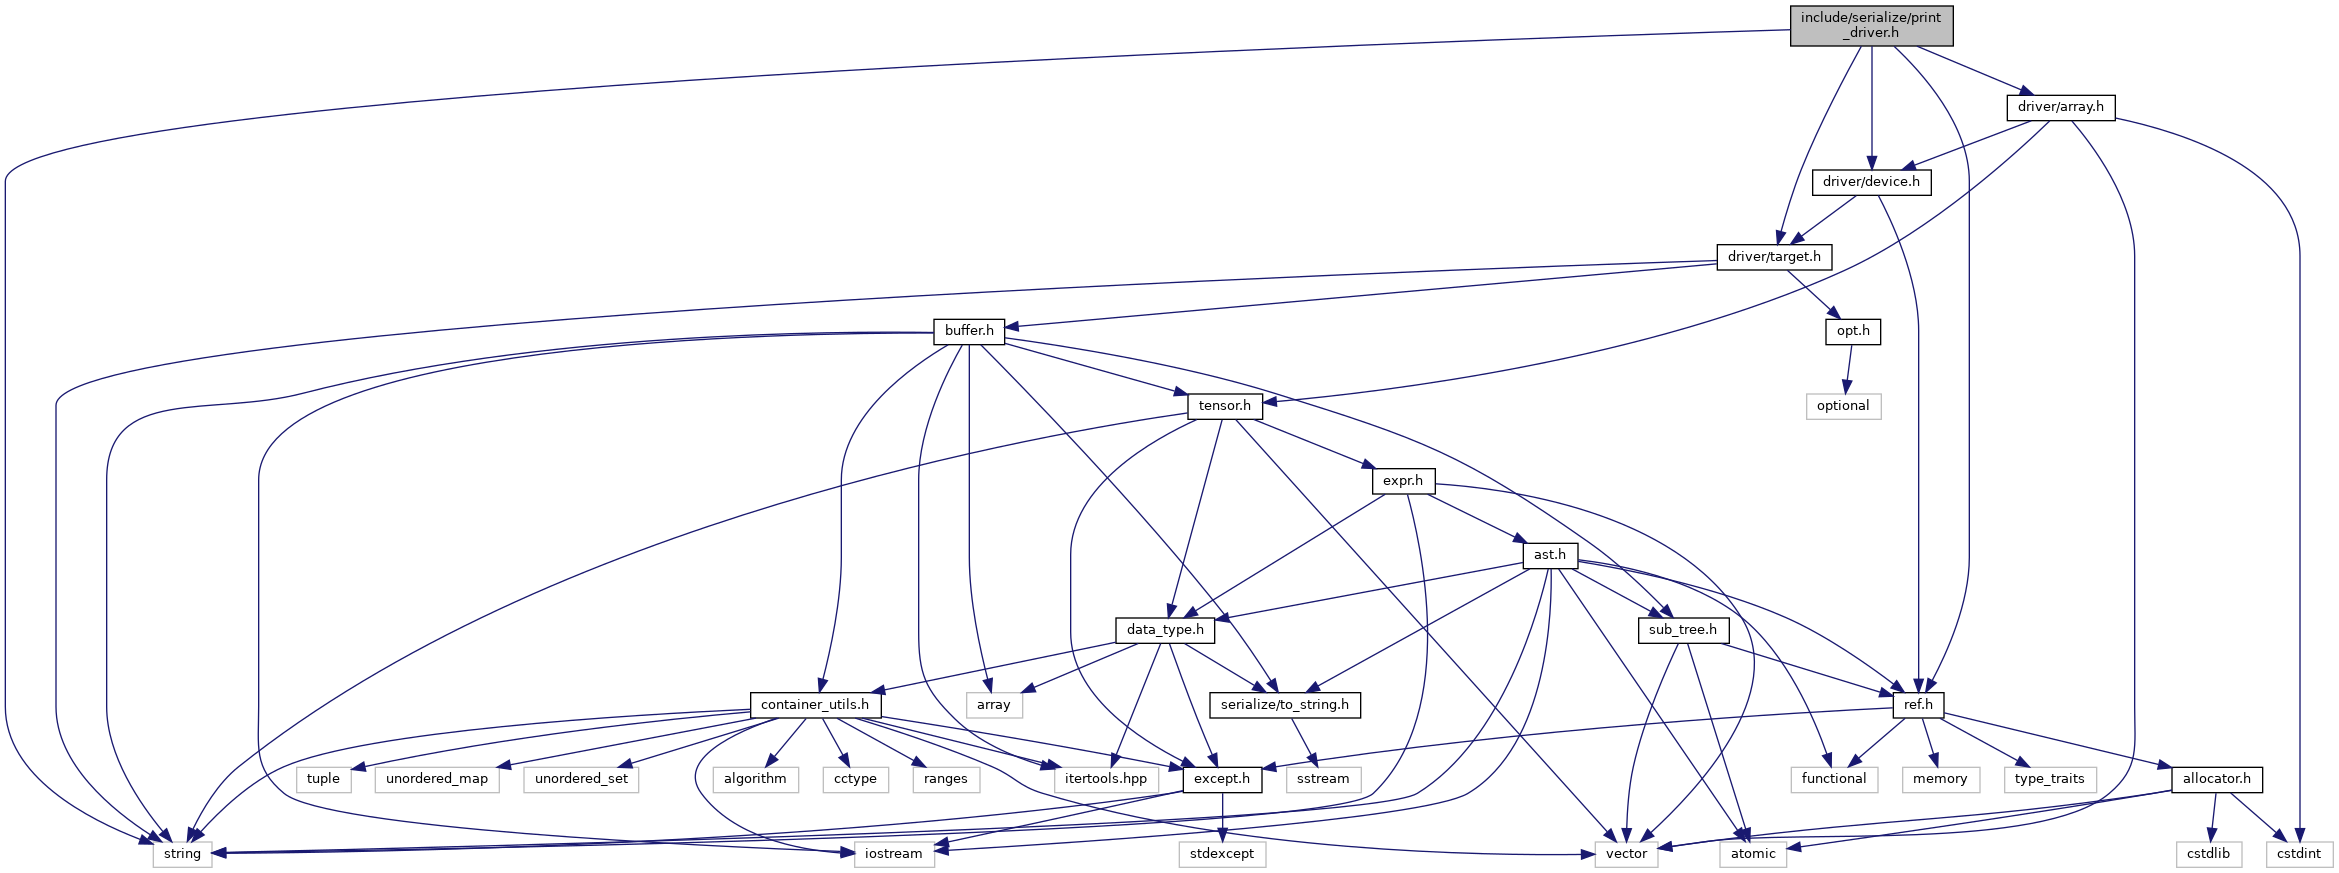 include/serialize/print
_driver.h
driver/array.h
driver/device.h
driver/target.h
buffer.h
opt.h
tensor.h
optional
expr.h
ast.h
data_type.h
sub_tree.h
container_utils.h
array
serialize/to_string.h
ref.h
tuple
unordered_map
unordered_set
algorithm
cctype
ranges
itertools.hpp
except.h
sstream
functional
memory
type_traits
allocator.h
string
iostream
stdexcept
vector
atomic
cstdlib
cstdint